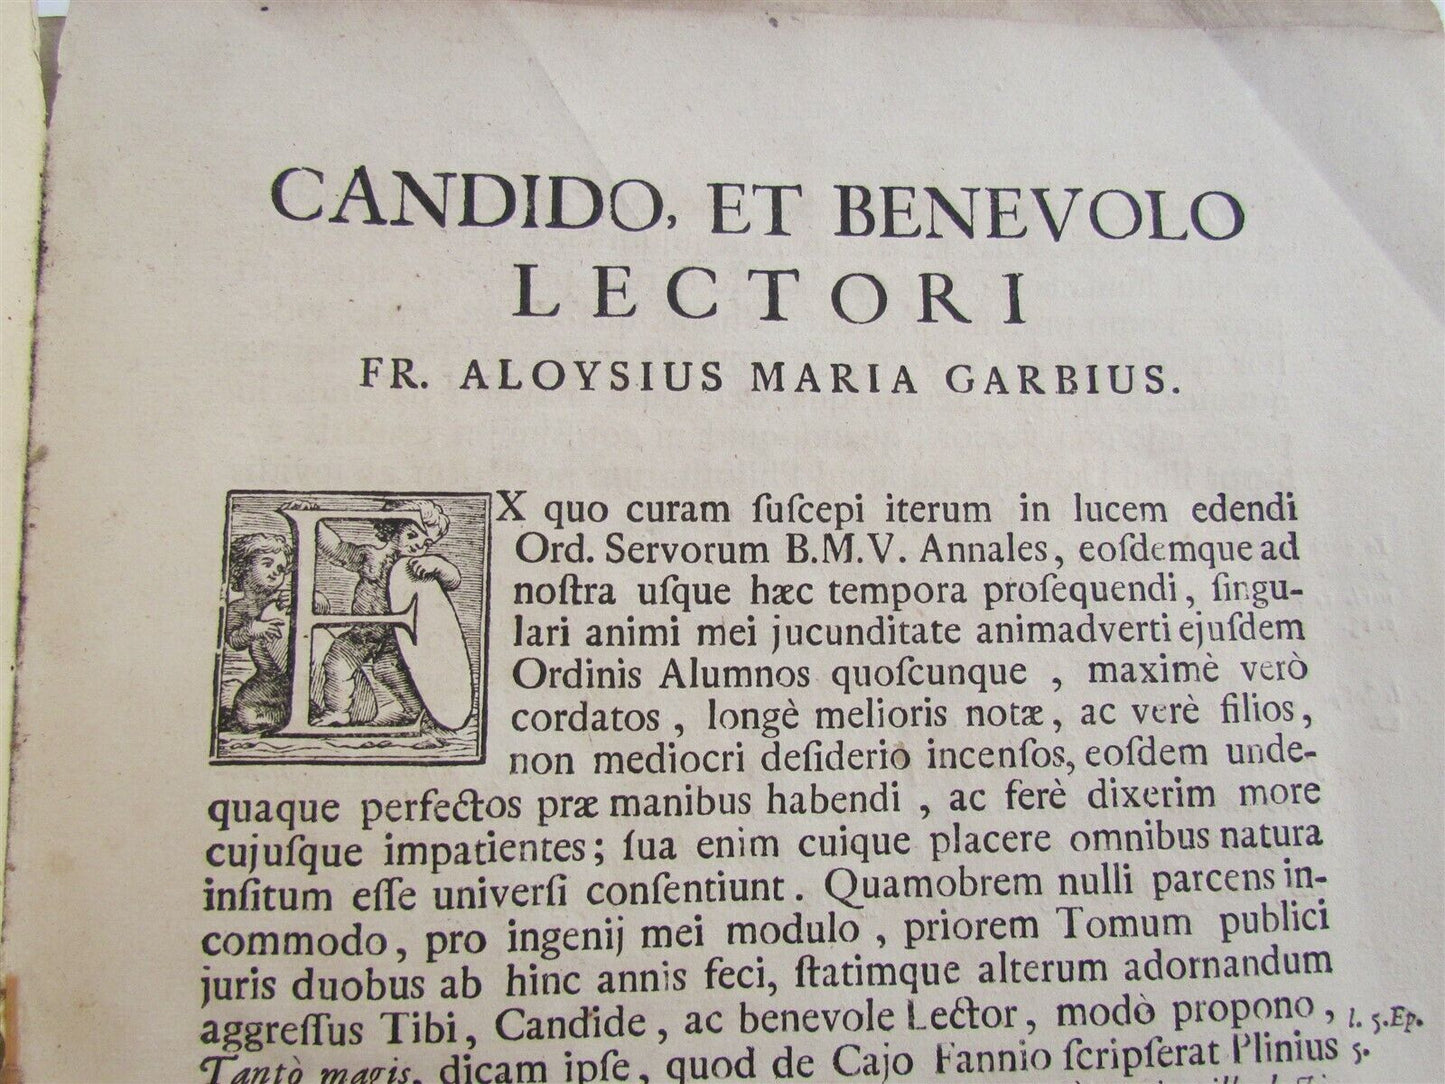 CANDIDO, ET BENEVOLO
LECTORI
FR. ALOYSIUS MARIA GARBIUS.
EX quo curam ſuſcepi iterum in lucem edendi
Ord. Servorum B.M.V. Annales, eoſdemque ad
noſtra uſque hæc tempora proſequendi, ſingu-
lari animi mei jucunditate animadverti ejuſdem
Ordinis Alumnos quoſcunque , maximè verò
cordatos , longè melioris notæ, ac verè filios,
non mediocri deſiderio incenſos, eoſdem unde-
quaque perfectos præ manibus habendi , ac ferè dixerim more
cujuſque impatientes; ſua enim cuique placere omnibus natura
inſitum eſſe univerſi conſentiunt. Quamobrem nulli parcens in-
commodo, pro ingenij mei modulo , priorem Tomum publici
juris duobus ab hinc annis feci, ſtatimque alterum adornandum
aggreſſus Tibi, Candide, ac benevole Lector, modò propono,
l. 5. Ep.
Tantò magis, dicam ipſe, quod de Cajo Fannio ſcripſerat Plinius
5.